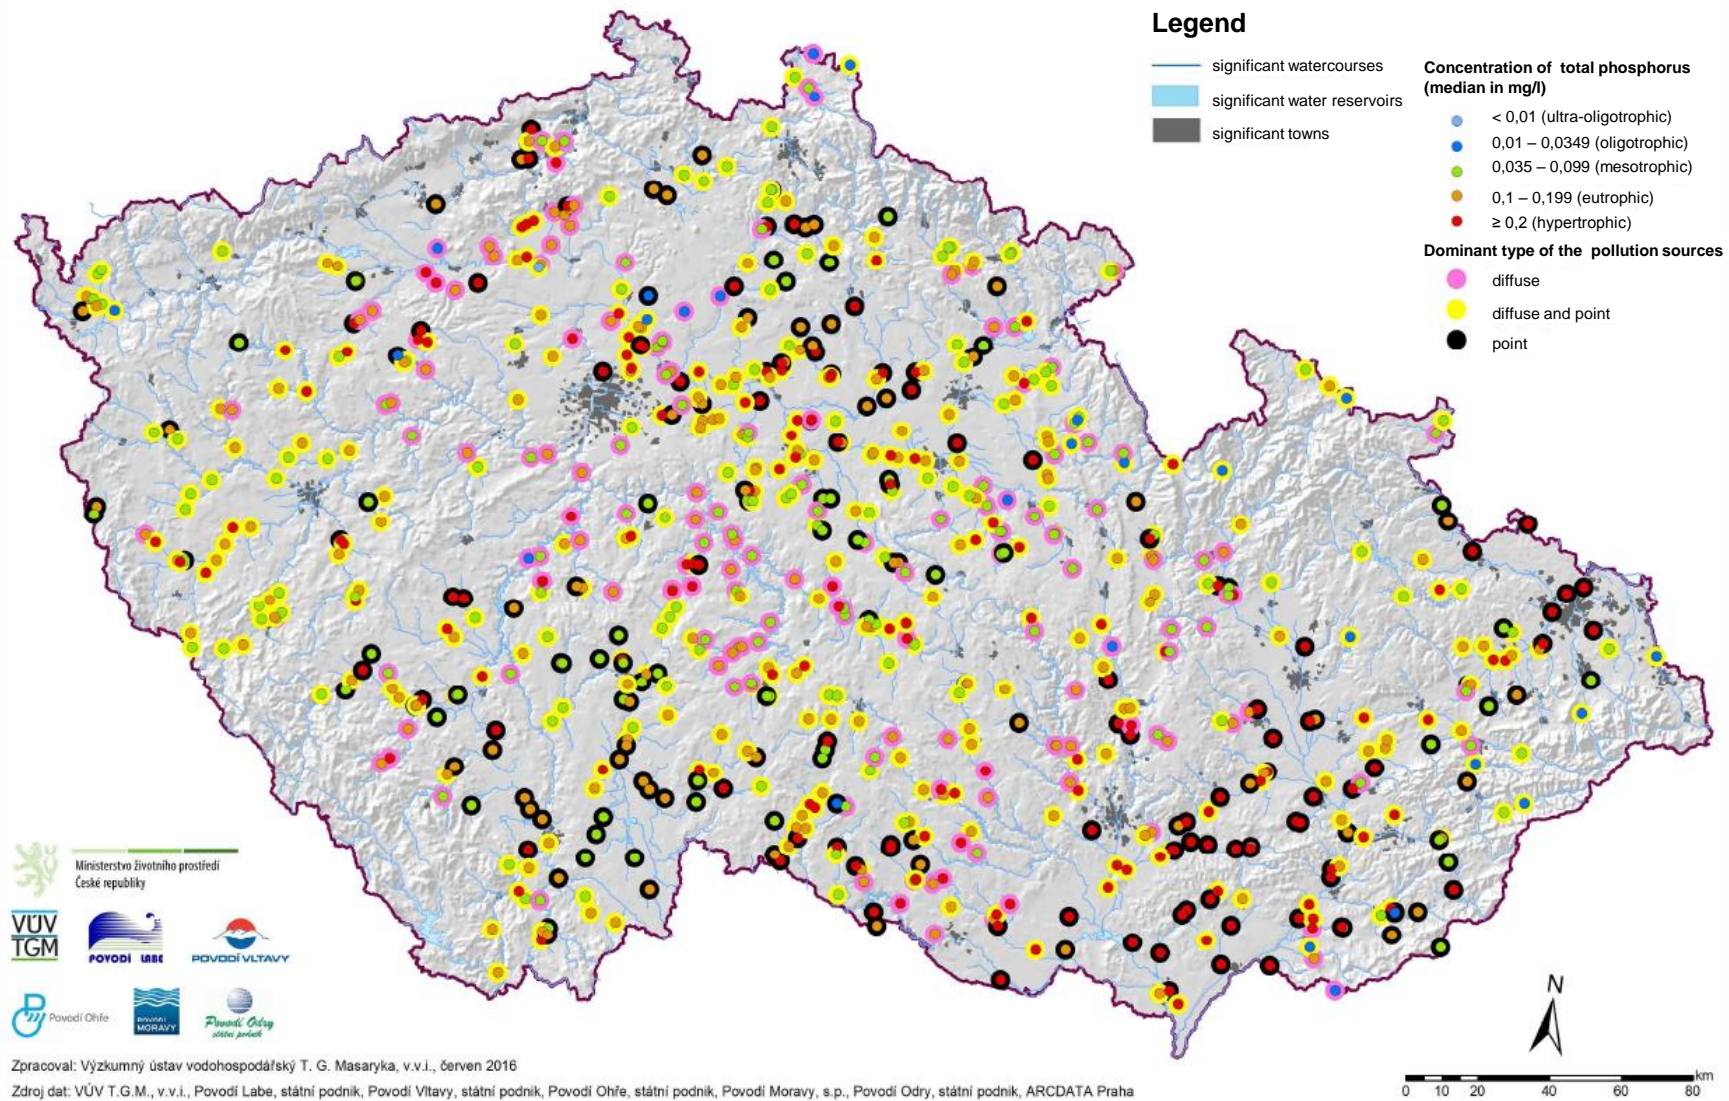 Legend
significant watercourses
significant water reservoirs
significant towns
Concentration of total phosphorus
(median in mg/l)
< 0,01 (ultra-oligotrophic)
0,01 – 0,0349 (oligotrophic)
0,035 – 0,099 (mesotrophic)
0,1 – 0,199 (eutrophic)
≥ 0,2 (hypertrophic)
Dominant type of the pollution sources
diffuse
diffuse and point
point
Ministerstvo životního prostředí
České republiky
VÚV
TGM
POVODÍ LABE
POVODÍ VLTAVY
Povodí Ohře
POVODÍ
MORAVY
Povodí Odry
státní podnik
N
km
0 10 20 40 60 80
Zpracoval: Výzkumný ústav vodohospodářský T. G. Masaryka, v.v.i., červen 2016
Zdroj dat: VÚV T.G.M., v.v.i., Povodí Labe, státní podnik, Povodí Vltavy, státní podnik, Povodí Ohře, státní podnik, Povodí Moravy, s.p., Povodí Odry, státní podnik, ARCDATA Praha